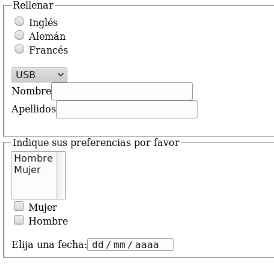 Rellenar
Inglés
Alemán
Francés
USB
Nombre
Apellidos
Indique sus preferencias por favor
Hombre
Mujer
Mujer
Hombre
Elija una fecha: dd / mm / aaaa